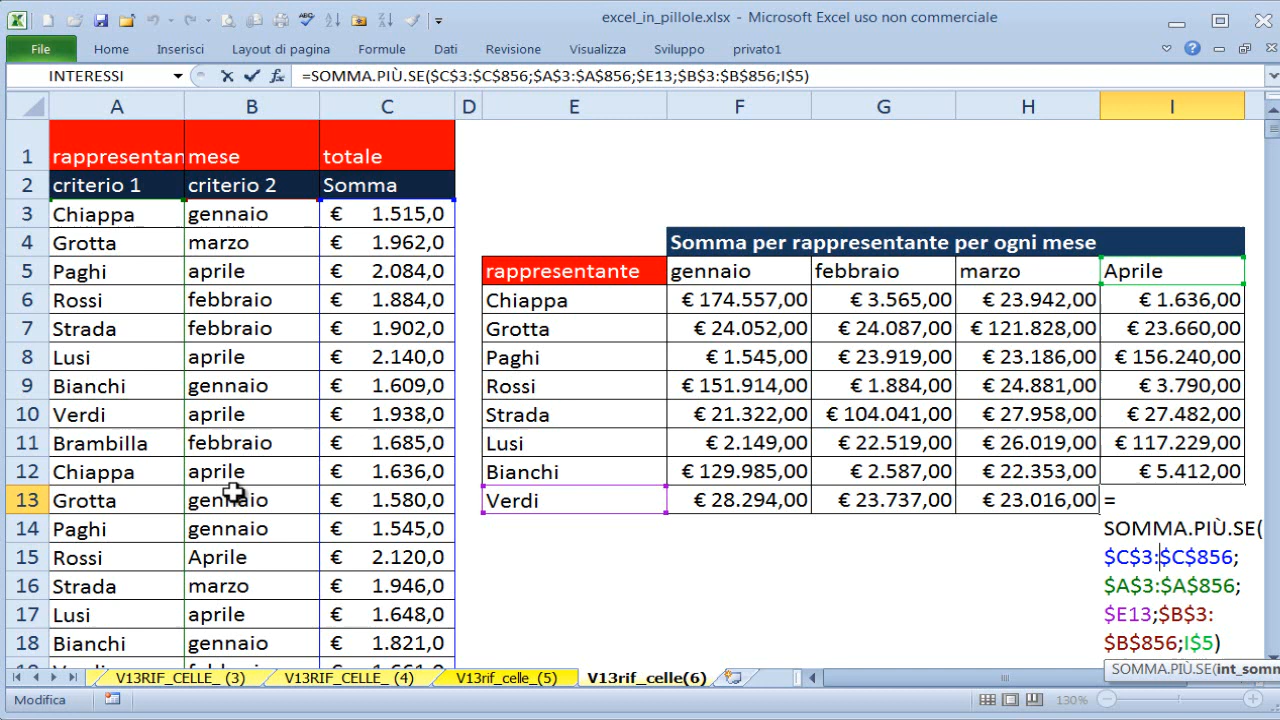 excel_in_pillole.xlsx - Microsoft Excel uso non commerciale
File Home Inserisci Layout di pagina Formule Dati Revisione Visualizza Sviluppo privato1
INTERESSI =SOMMA.PIÙ.SE($C$3:$C$856;$A$3:$A$856;$E13;$B$3:$B$856;I$5)
A B C D E F G H I
1 rappresentan mese totale
2 criterio 1 criterio 2 Somma
3 Chiappa gennaio € 1.515,0
4 Grotta marzo € 1.962,0 Somma per rappresentante per ogni mese
5 Paghi aprile € 2.084,0 rappresentante gennaio febbraio marzo Aprile
6 Rossi febbraio € 1.884,0 Chiappa € 174.557,00 € 3.565,00 € 23.942,00 € 1.636,00
7 Strada febbraio € 1.902,0 Grotta € 24.052,00 € 24.087,00 € 121.828,00 € 23.660,00
8 Lusi aprile € 2.140,0 Paghi € 1.545,00 € 23.919,00 € 23.186,00 € 156.240,00
9 Bianchi gennaio € 1.609,0 Rossi € 151.914,00 € 1.884,00 € 24.881,00 € 3.790,00
10 Verdi aprile € 1.938,0 Strada € 21.322,00 € 104.041,00 € 27.958,00 € 27.482,00
11 Brambilla febbraio € 1.685,0 Lusi € 2.149,00 € 22.519,00 € 26.019,00 € 117.229,00
12 Chiappa aprile € 1.636,0 Bianchi € 129.985,00 € 2.587,00 € 22.353,00 € 5.412,00
13 Grotta gennaio € 1.580,0 Verdi € 28.294,00 € 23.737,00 € 23.016,00 =
14 Paghi gennaio € 1.545,0 SOMMA.PIÙ.SE(
15 Rossi Aprile € 2.120,0 $C$3:$C$856;
16 Strada marzo € 1.946,0 $A$3:$A$856;
17 Lusi aprile € 1.648,0 $E13;$B$3:
18 Bianchi gennaio € 1.821,0 $B$856;I$5)
SOMMA.PIÙ.SE(int_somm
V13RIF_CELLE_ (3) V13RIF_CELLE_ (4) V13rif_celle_(5) V13rif_celle(6)
Modifica 130%